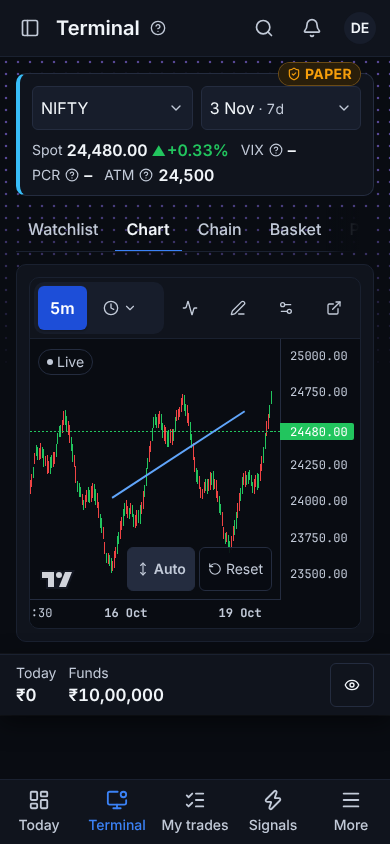 Terminal
DE
PAPER
NIFTY
3 Nov · 7d
Spot 24,480.00 ▲+0.33% VIX –
PCR – ATM 24,500
Watchlist Chart Chain Basket
5m
Live
25000.00
24750.00
24480.00
24250.00
24000.00
23750.00
23500.00
Auto Reset
:30 16 Oct 19 Oct
Today Funds
₹0 ₹10,00,000
Today Terminal My trades Signals More